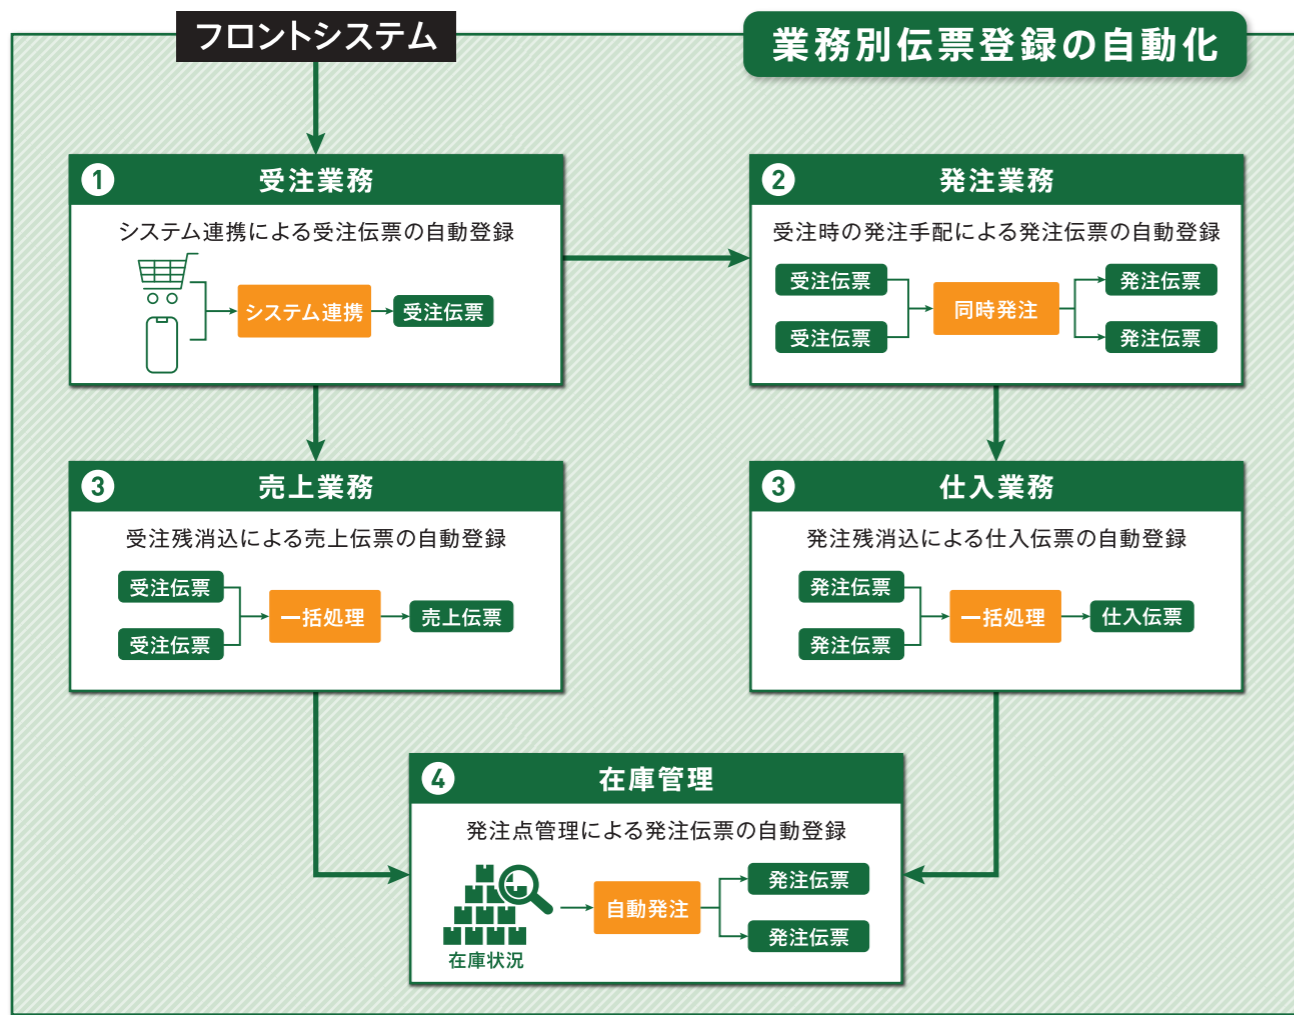 フロントシステム
業務別伝票登録の自動化
1
受注業務
システム連携による受注伝票の自動登録
システム連携
受注伝票
2
発注業務
受注時の発注手配による発注伝票の自動登録
受注伝票
受注伝票
同時発注
発注伝票
発注伝票
3
売上業務
受注残消込による売上伝票の自動登録
受注伝票
受注伝票
一括処理
売上伝票
3
仕入業務
発注残消込による仕入伝票の自動登録
発注伝票
発注伝票
一括処理
仕入伝票
4
在庫管理
発注点管理による発注伝票の自動登録
在庫状況
自動発注
発注伝票
発注伝票